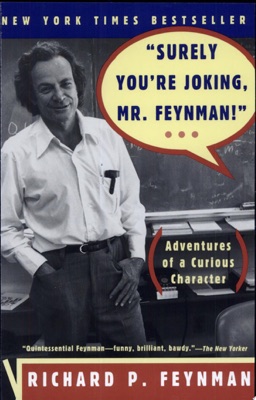 NEW YORK TIMES BESTSELLER
"SURELY
YOU'RE JOKING,
MR. FEYNMAN!"
...
(Adventures
of a Curious
Character)
"Quintessential Feynman—funny, brilliant, bawdy."—The New Yorker
RICHARD P. FEYNMAN